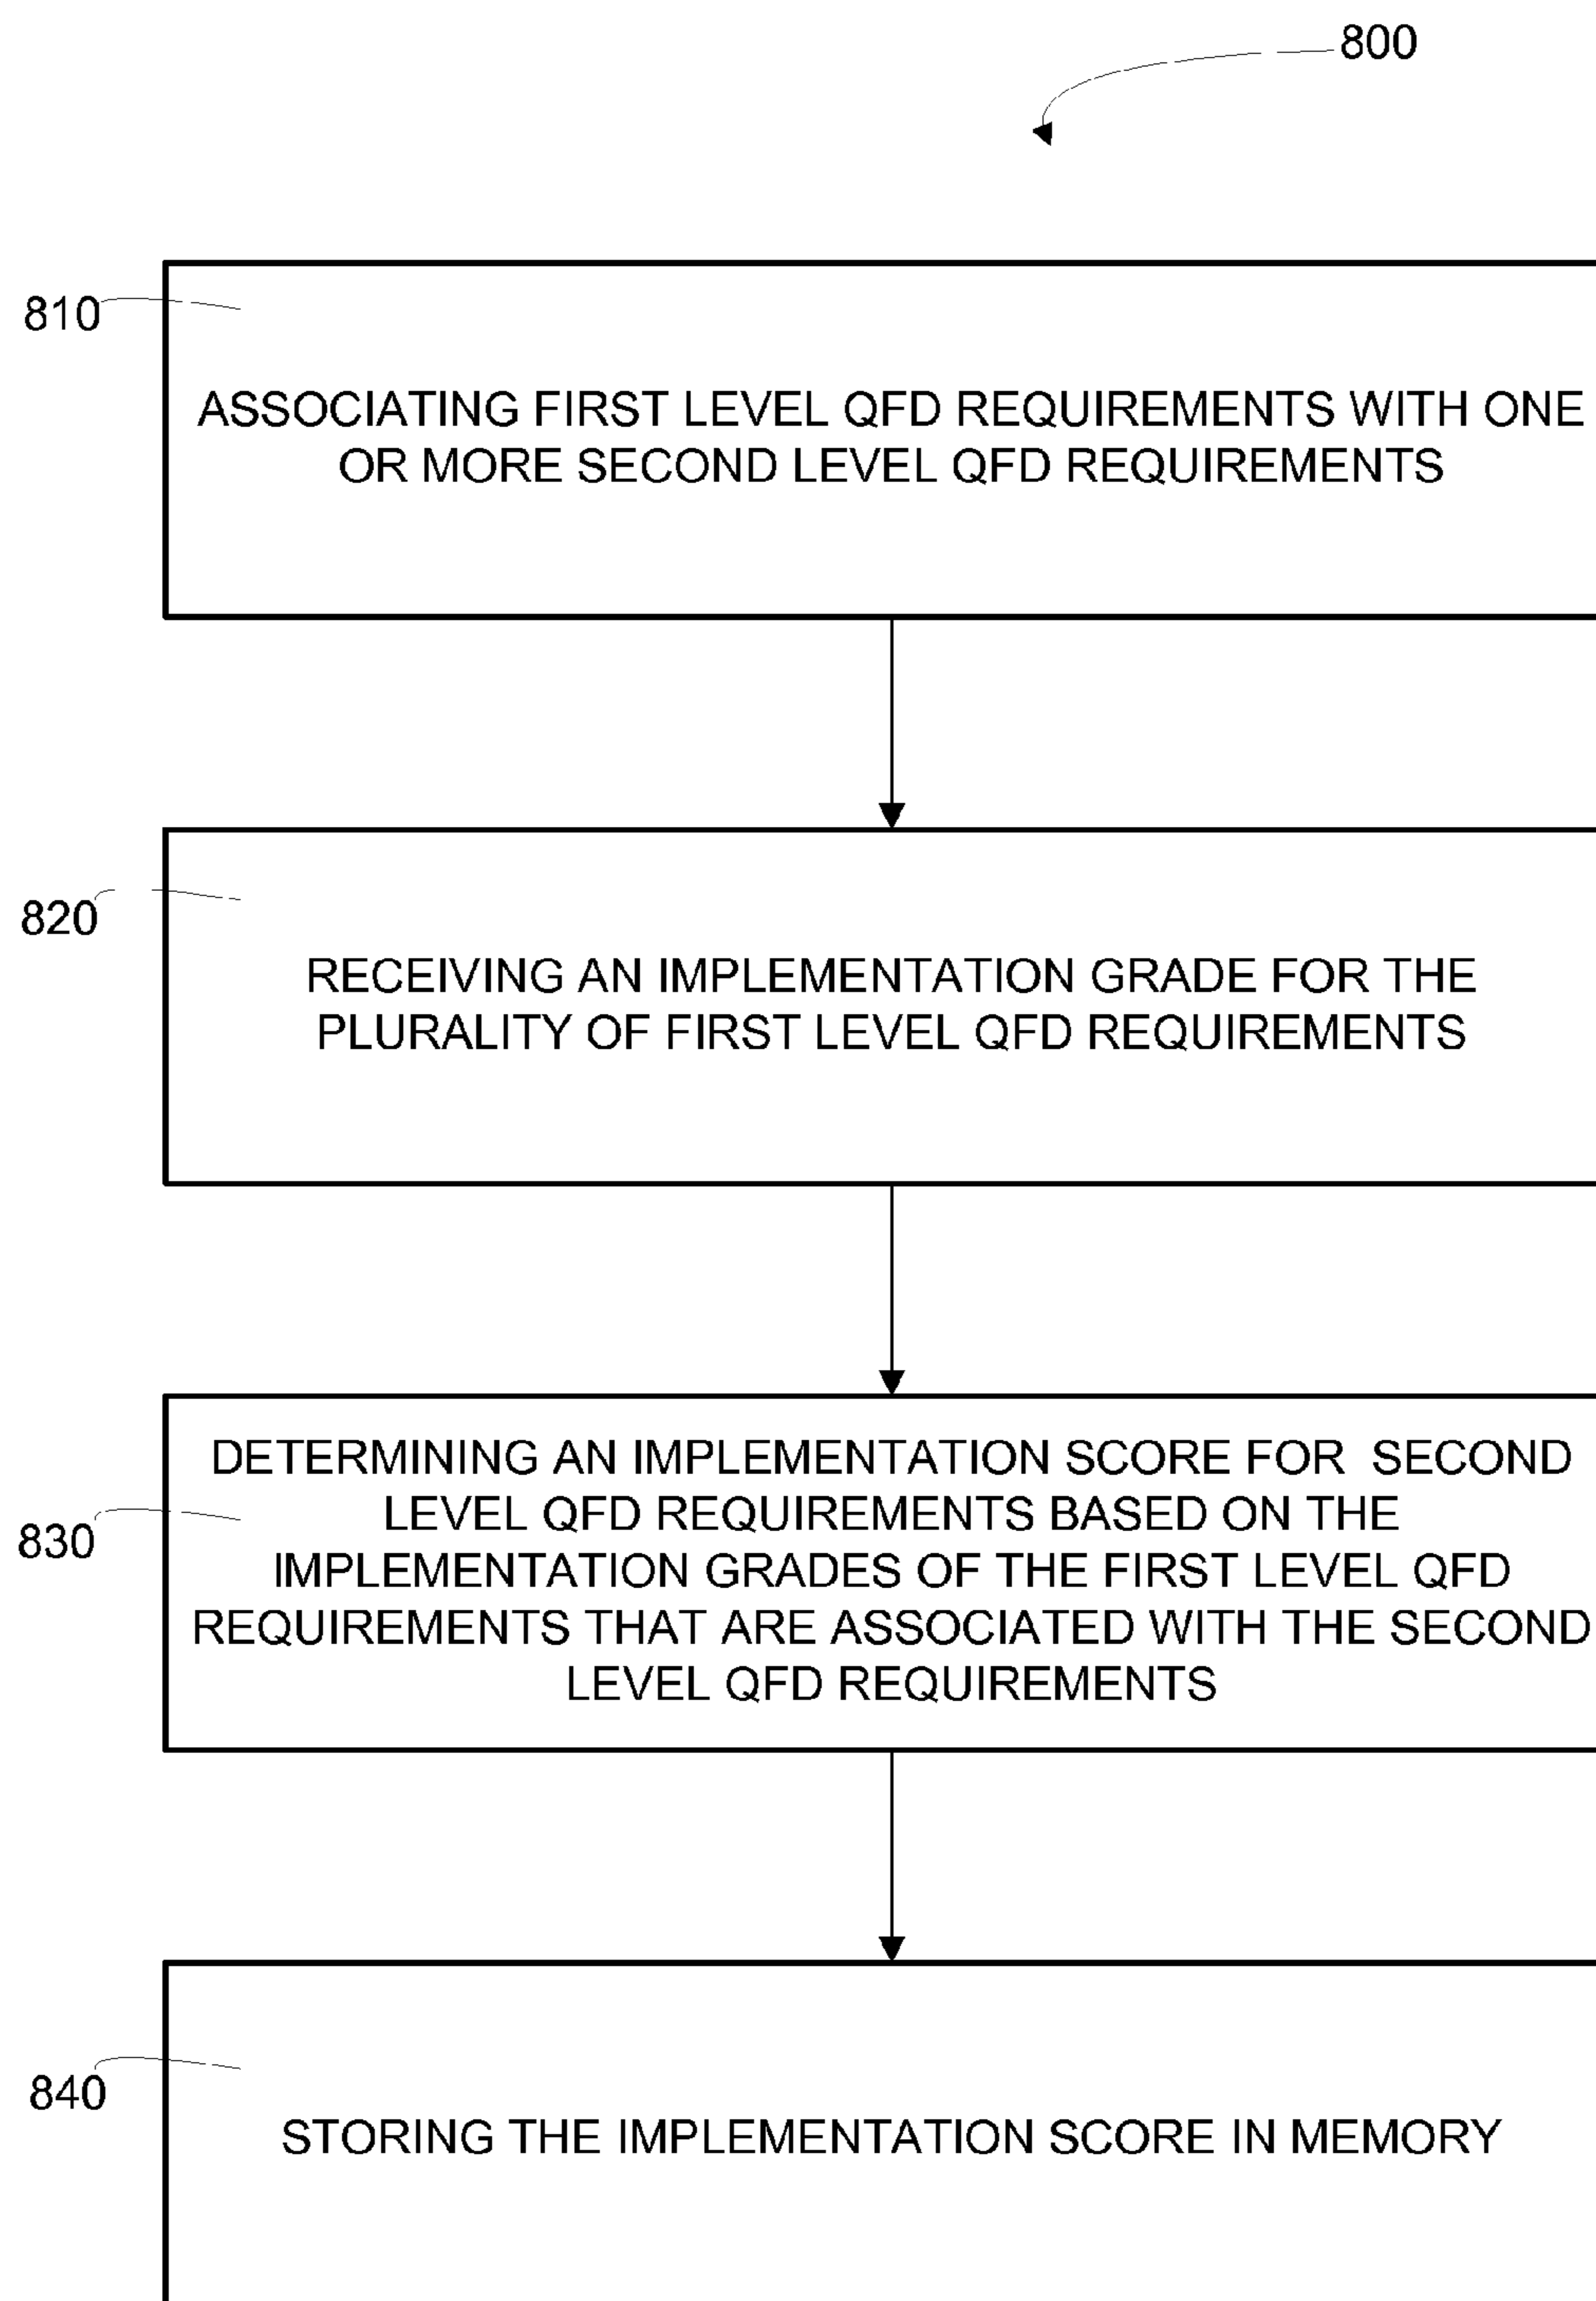 800
810
ASSOCIATING FIRST LEVEL QFD REQUIREMENTS WITH ONE
OR MORE SECOND LEVEL QFD REQUIREMENTS
820
RECEIVING AN IMPLEMENTATION GRADE FOR THE
PLURALITY OF FIRST LEVEL QFD REQUIREMENTS
830
DETERMINING AN IMPLEMENTATION SCORE FOR SECOND
LEVEL QFD REQUIREMENTS BASED ON THE
IMPLEMENTATION GRADES OF THE FIRST LEVEL QFD
REQUIREMENTS THAT ARE ASSOCIATED WITH THE SECOND
LEVEL QFD REQUIREMENTS
840
STORING THE IMPLEMENTATION SCORE IN MEMORY